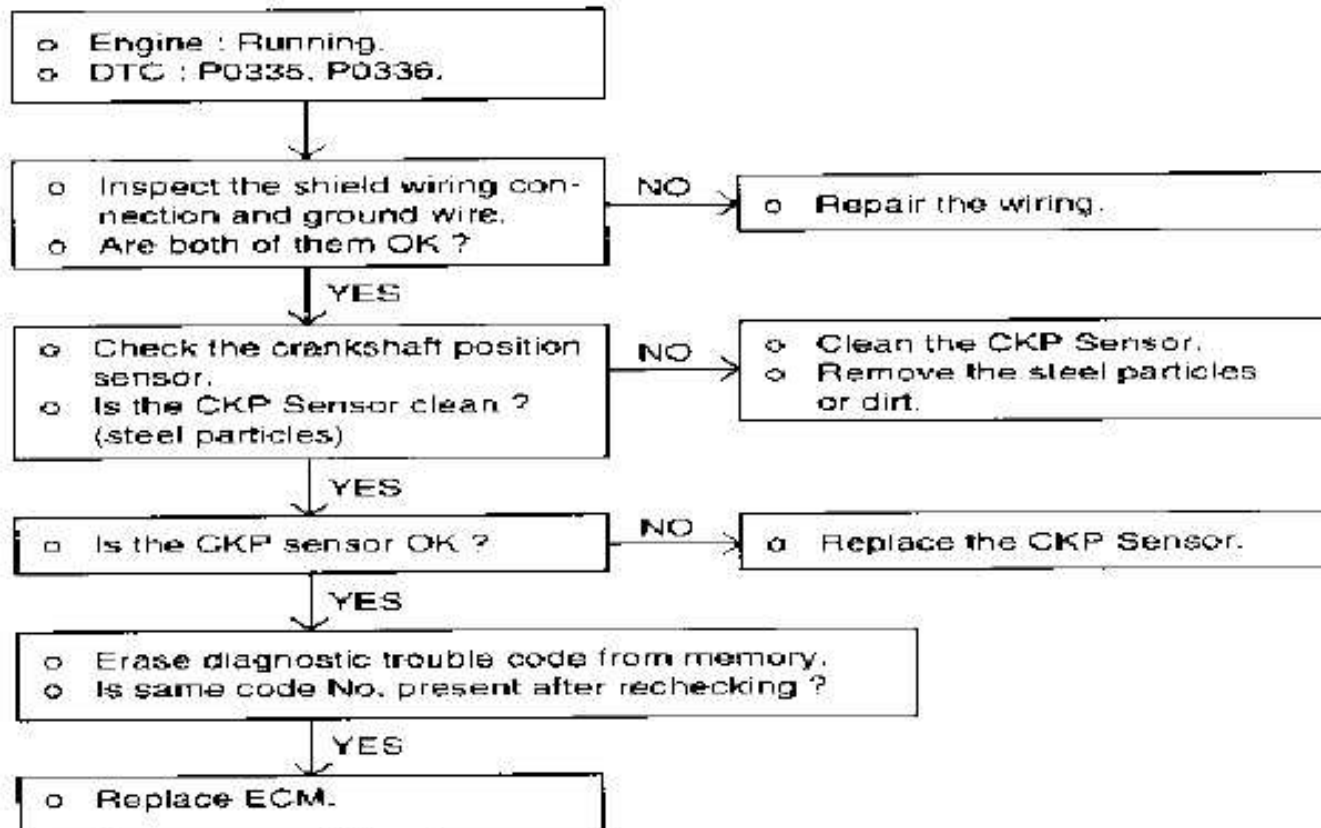 o Engine : Running.
o DTC : P0335, P0336.
o Inspect the shield wiring con-
nection and ground wire.
o Are both of them OK ?
NO
o Repair the wiring.
YES
o Check the crankshaft position
sensor.
o Is the CKP Sensor clean ?
(steel particles)
NO
o Clean the CKP Sensor.
o Remove the steel particles
or dirt.
YES
o Is the CKP sensor OK ?
NO
o Replace the CKP Sensor.
YES
o Erase diagnostic trouble code from memory.
o Is same code No. present after rechecking ?
YES
o Replace ECM.